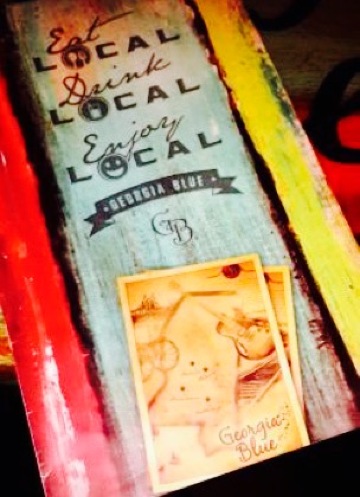 Eat
LOCAL
Drink
LOCAL
Enjoy
LOCAL
GEORGIA BLUE
GB
Georgia
Blue